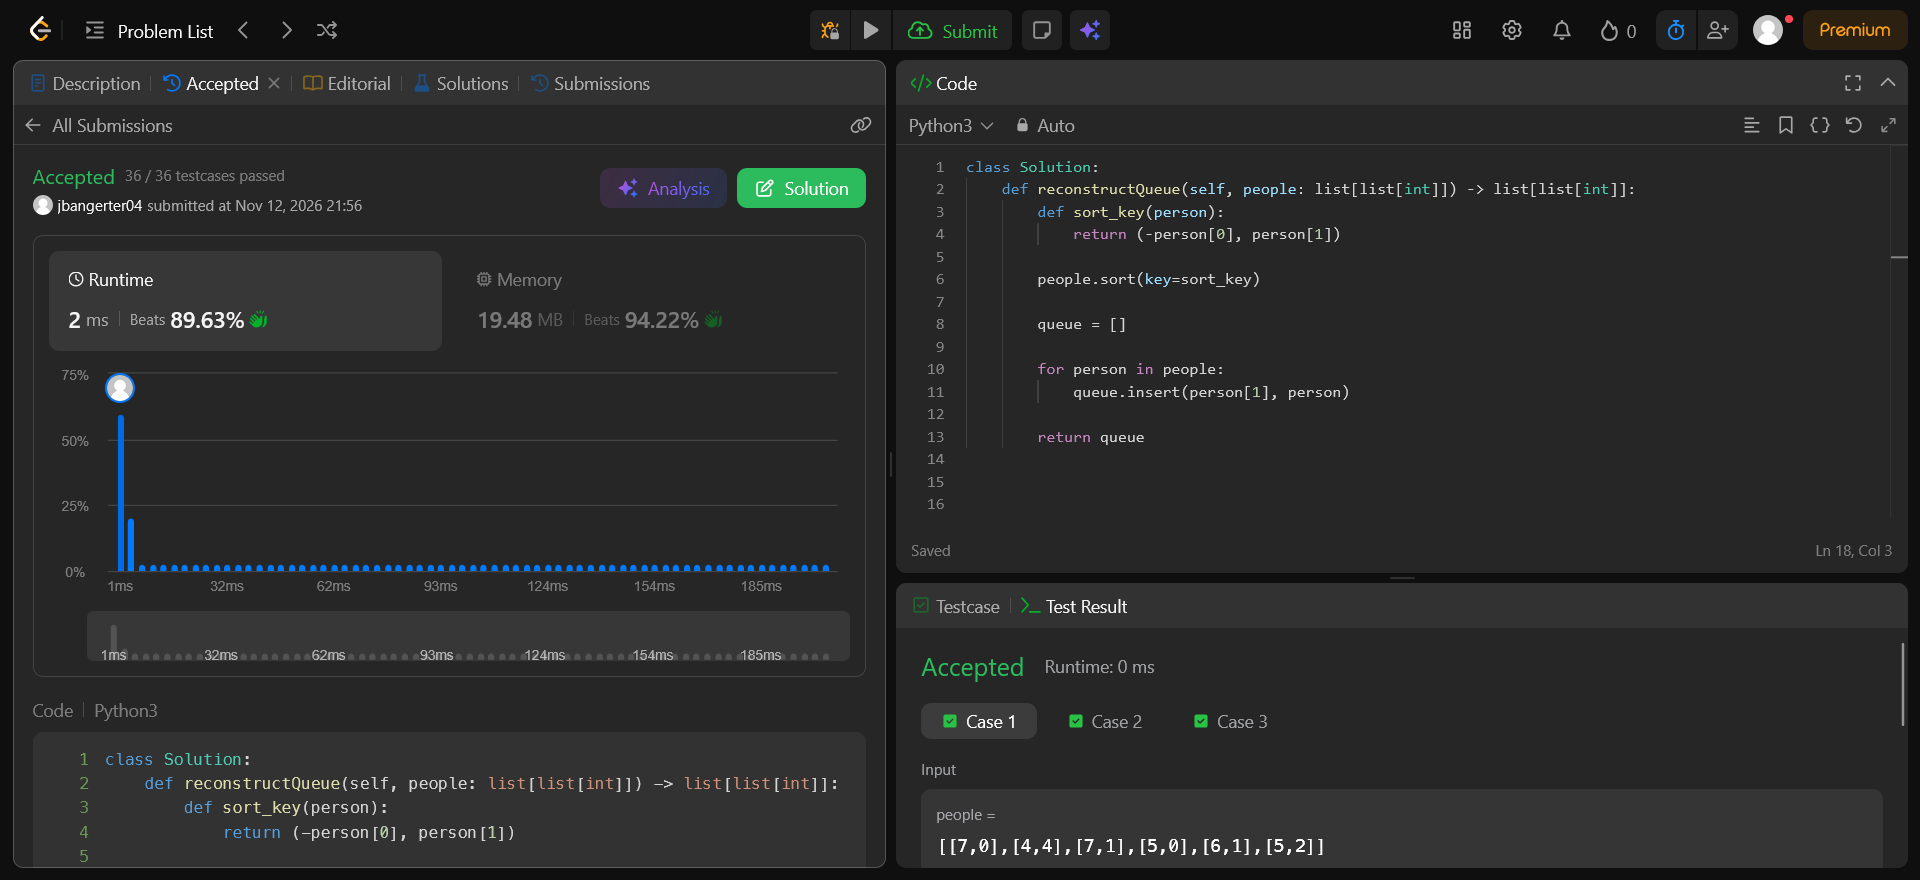 Problem List
Submit
0
Premium
Description
Accepted
Editorial
Solutions
Submissions
All Submissions
Accepted 36 / 36 testcases passed
jbangerter04 submitted at Nov 12, 2026 21:56
Analysis
Solution
Runtime
2 ms Beats 89.63%
Memory
19.48 MB Beats 94.22%
75%
50%
25%
0%
1ms 32ms 62ms 93ms 124ms 154ms 185ms
1ms 32ms 62ms 93ms 124ms 154ms 185ms
Code Python3
1 class Solution:
2 def reconstructQueue(self, people: list[list[int]]) -> list[list[int]]:
3 def sort_key(person):
4 return (-person[0], person[1])
5
</> Code
Python3 Auto
1 class Solution:
2 def reconstructQueue(self, people: list[list[int]]) -> list[list[int]]:
3 def sort_key(person):
4 return (-person[0], person[1])
5
6 people.sort(key=sort_key)
7
8 queue = []
9
10 for person in people:
11 queue.insert(person[1], person)
12
13 return queue
14
15
16
Saved
Ln 18, Col 3
Testcase
Test Result
Accepted Runtime: 0 ms
Case 1 Case 2 Case 3
Input
people =
[[7,0],[4,4],[7,1],[5,0],[6,1],[5,2]]